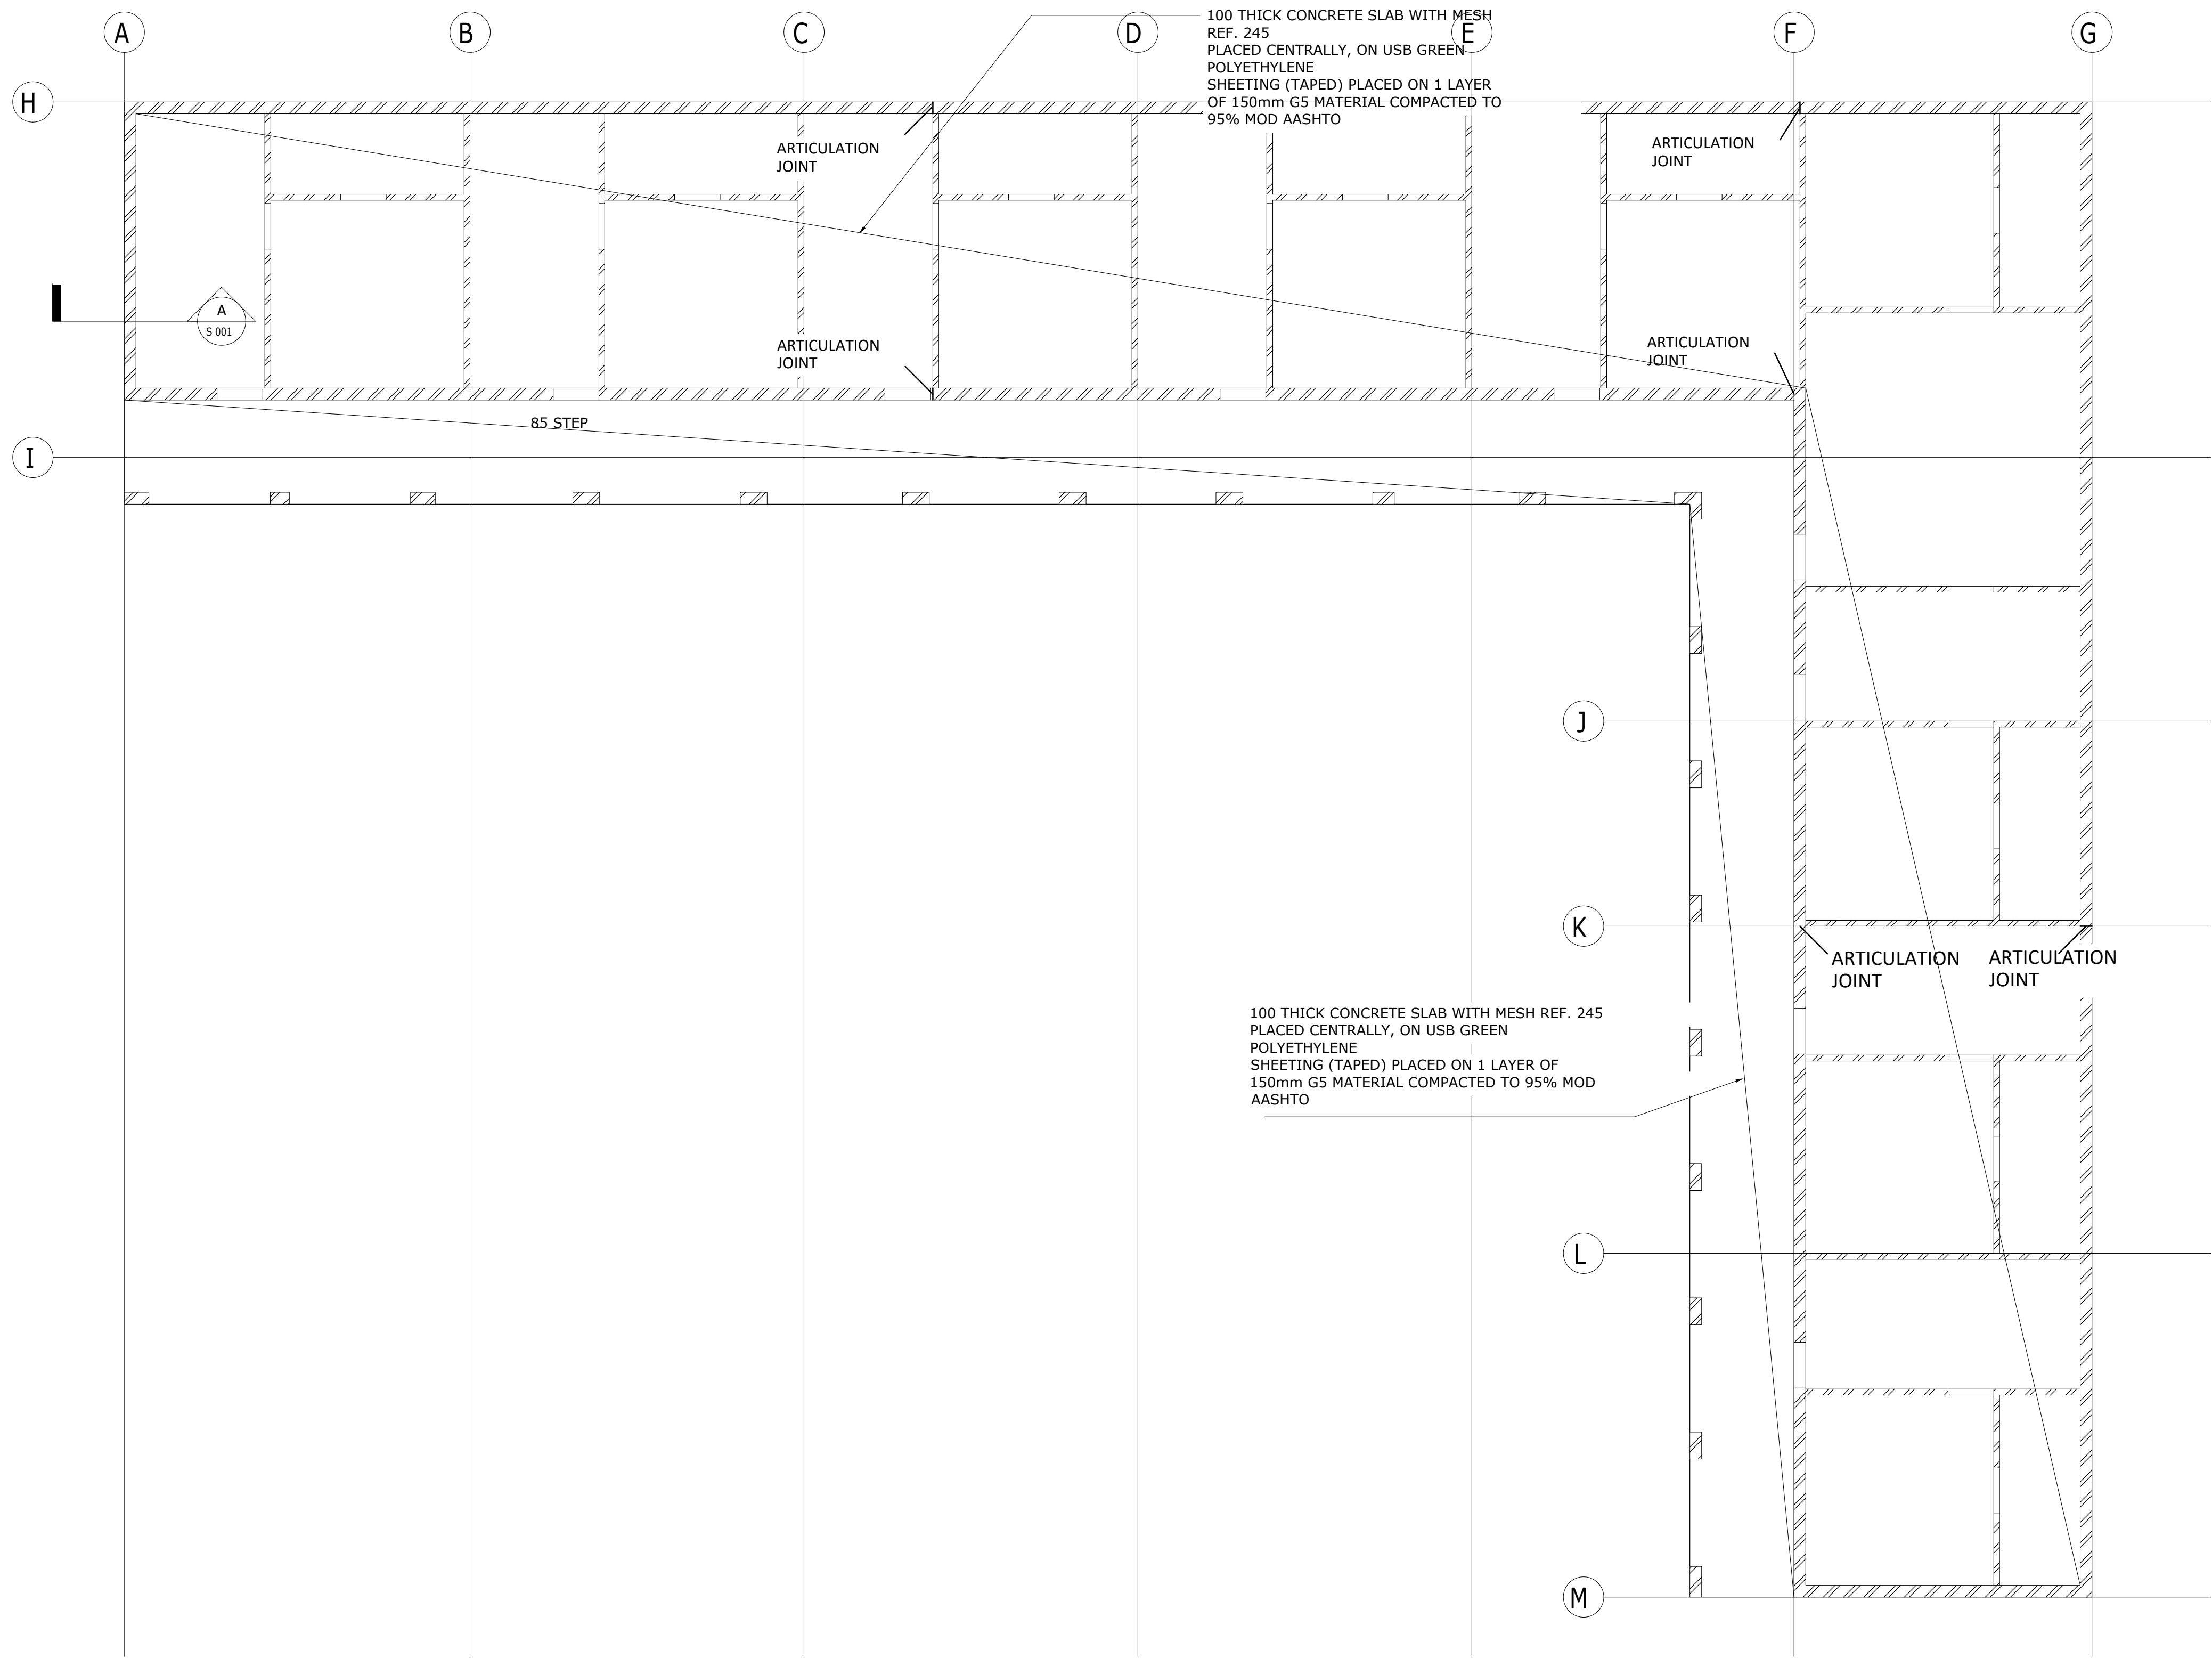 A
B
C
D
E
F
G
100 THICK CONCRETE SLAB WITH MESH
REF. 245
PLACED CENTRALLY, ON USB GREEN
POLYETHYLENE
SHEETING (TAPED) PLACED ON 1 LAYER
OF 150mm G5 MATERIAL COMPACTED TO
95% MOD AASHTO
H
ARTICULATION
JOINT
ARTICULATION
JOINT
A
S 001
ARTICULATION
JOINT
ARTICULATION
JOINT
85 STEP
I
J
K
ARTICULATION
JOINT
ARTICULATION
JOINT
100 THICK CONCRETE SLAB WITH MESH REF. 245
PLACED CENTRALLY, ON USB GREEN
POLYETHYLENE
SHEETING (TAPED) PLACED ON 1 LAYER OF
150mm G5 MATERIAL COMPACTED TO 95% MOD
AASHTO
L
M